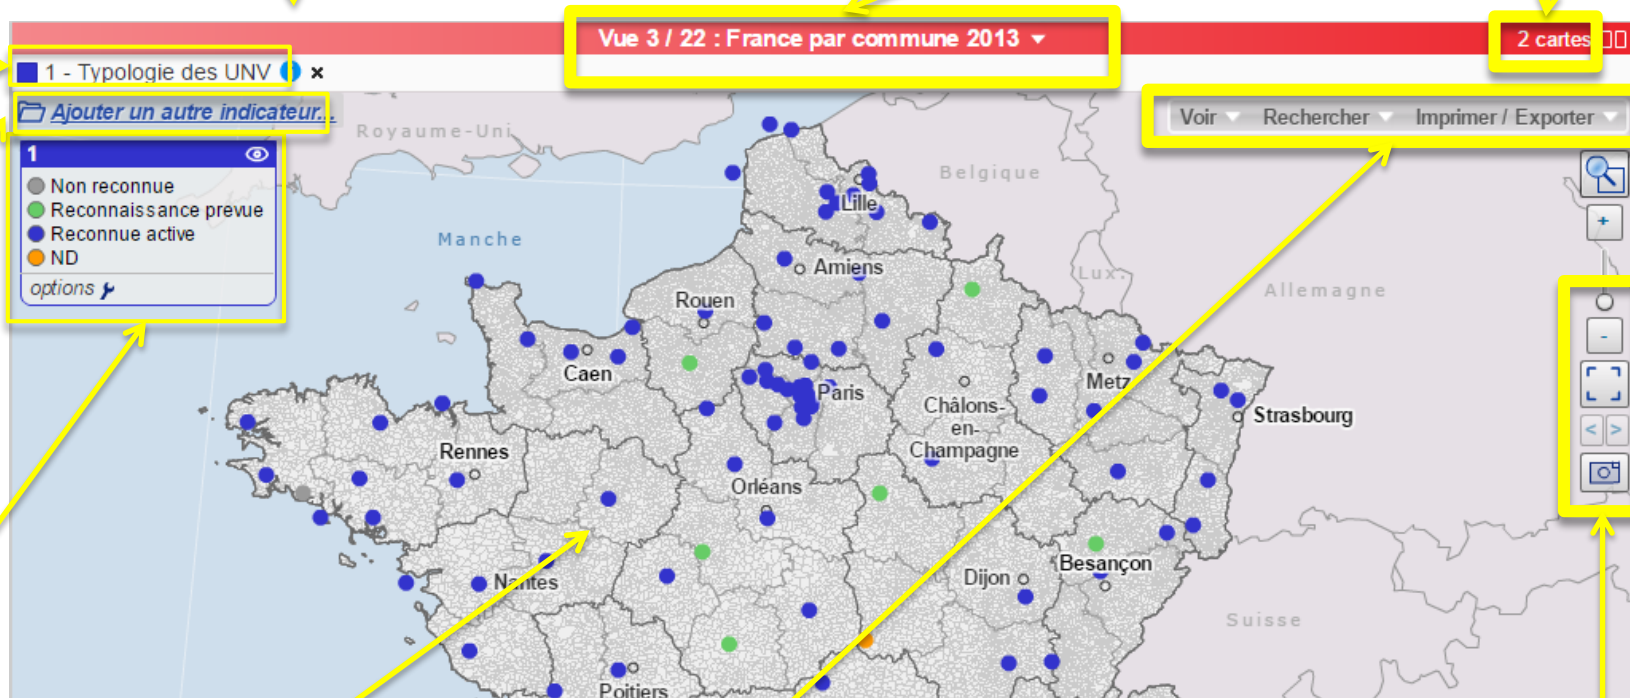 Vue 3 / 22 : France par commune 2013
2 cartes
1 - Typologie des UNV
Ajouter un autre indicateur...
Voir
Rechercher
Imprimer / Exporter
1
Non reconnue
Reconnaissance prevue
Reconnue active
ND
options
Royaume-Uni
Belgique
Lille
Manche
Amiens
Lux.
Allemagne
Rouen
Caen
Paris
Metz
Châlons-
en-
Champagne
Strasbourg
Rennes
Orléans
Nantes
Dijon
Besançon
Suisse
Poitiers
+
-
< >